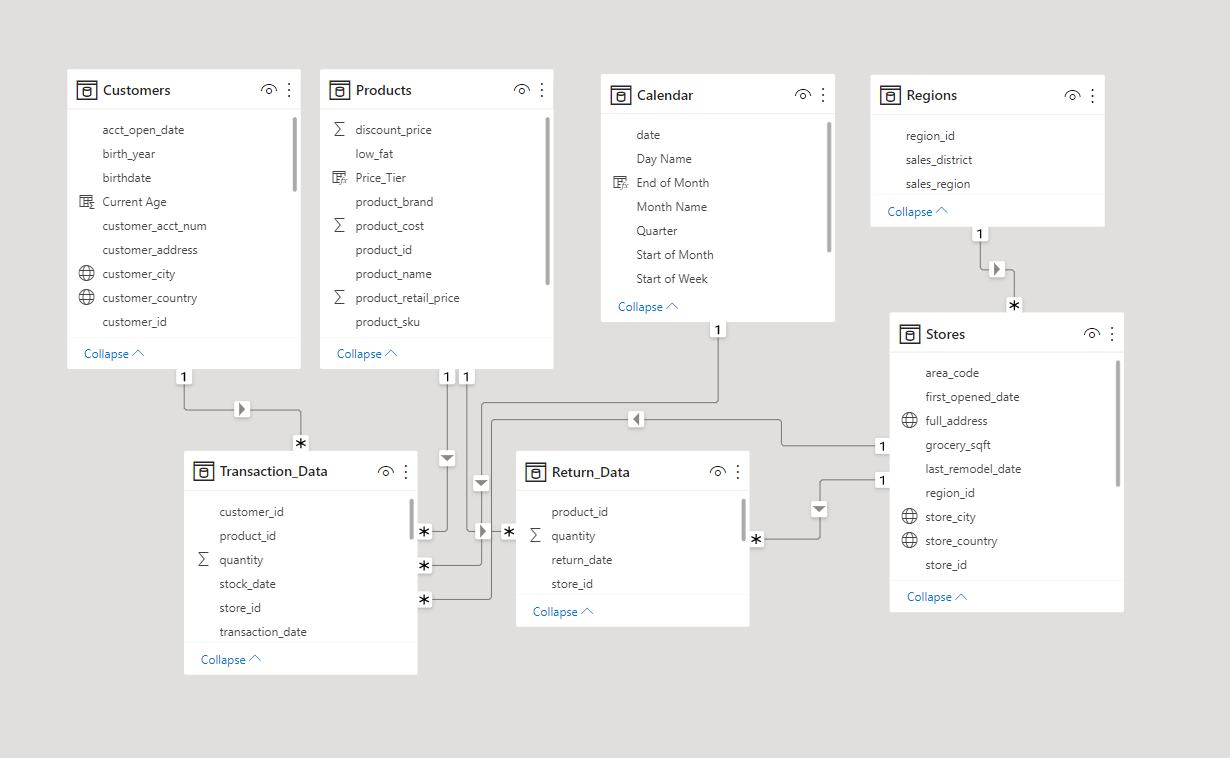 Customers
acct_open_date
birth_year
birthdate
Current Age
customer_acct_num
customer_address
customer_city
customer_country
customer_id
Collapse
Products
discount_price
low_fat
Price_Tier
product_brand
product_cost
product_id
product_name
product_retail_price
product_sku
Collapse
Calendar
date
Day Name
End of Month
Month Name
Quarter
Start of Month
Start of Week
Collapse
Regions
region_id
sales_district
sales_region
Collapse
1
1
1
1
1
*
*
Stores
area_code
first_opened_date
full_address
grocery_sqft
last_remodel_date
region_id
store_city
store_country
store_id
Collapse
1
1
Transaction_Data
customer_id
product_id
quantity
stock_date
store_id
transaction_date
Collapse
*
*
*
*
Return_Data
product_id
quantity
return_date
store_id
Collapse
*